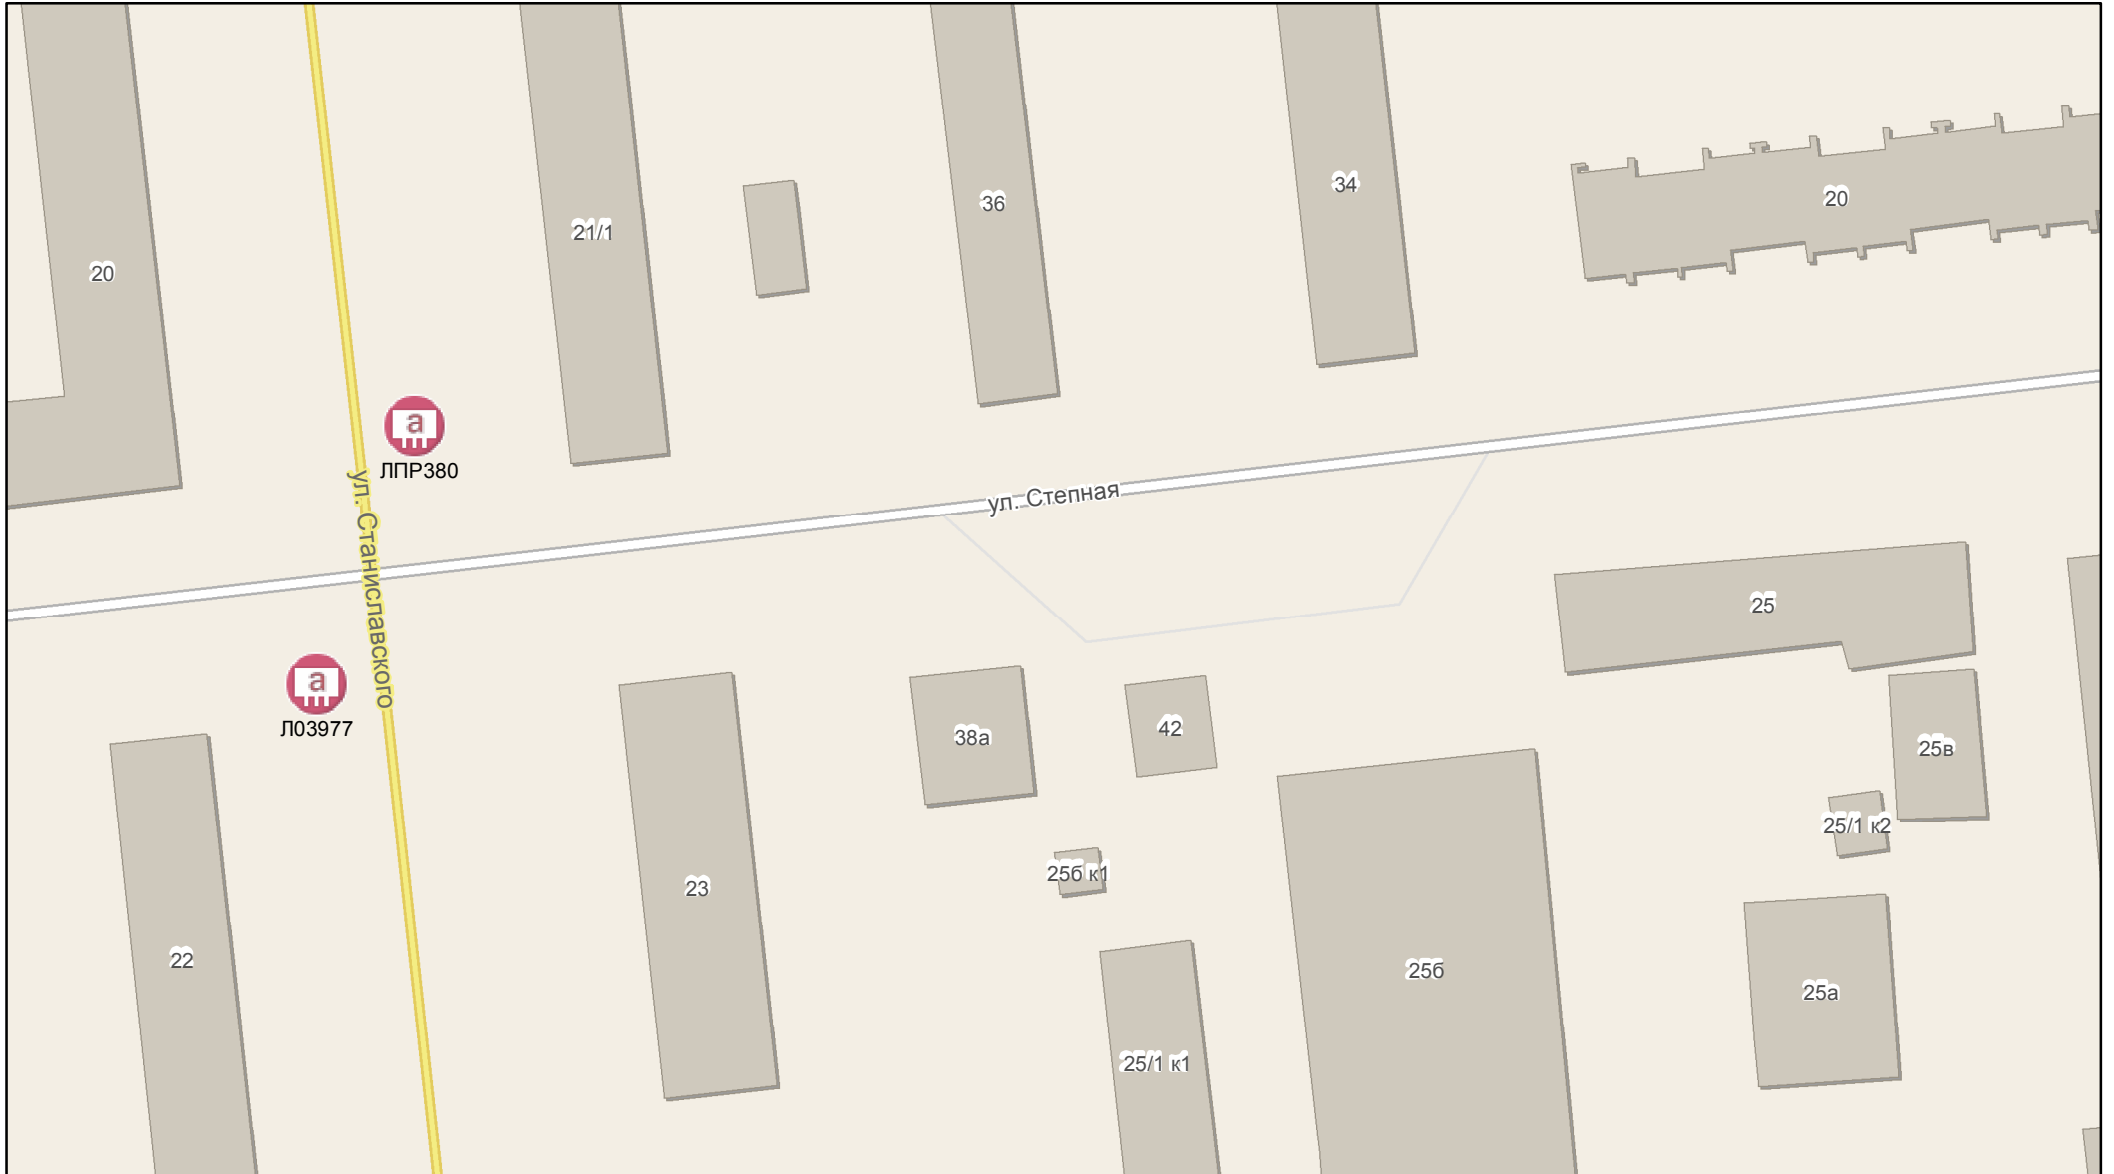 34
20
36
21/1
20
а
ЛПР380
ул. Степная
ул. Станиславского
25
а
Л03977
42
38а
25в
25/1 к2
25б к1
23
22
25б
25а
25/1 к1